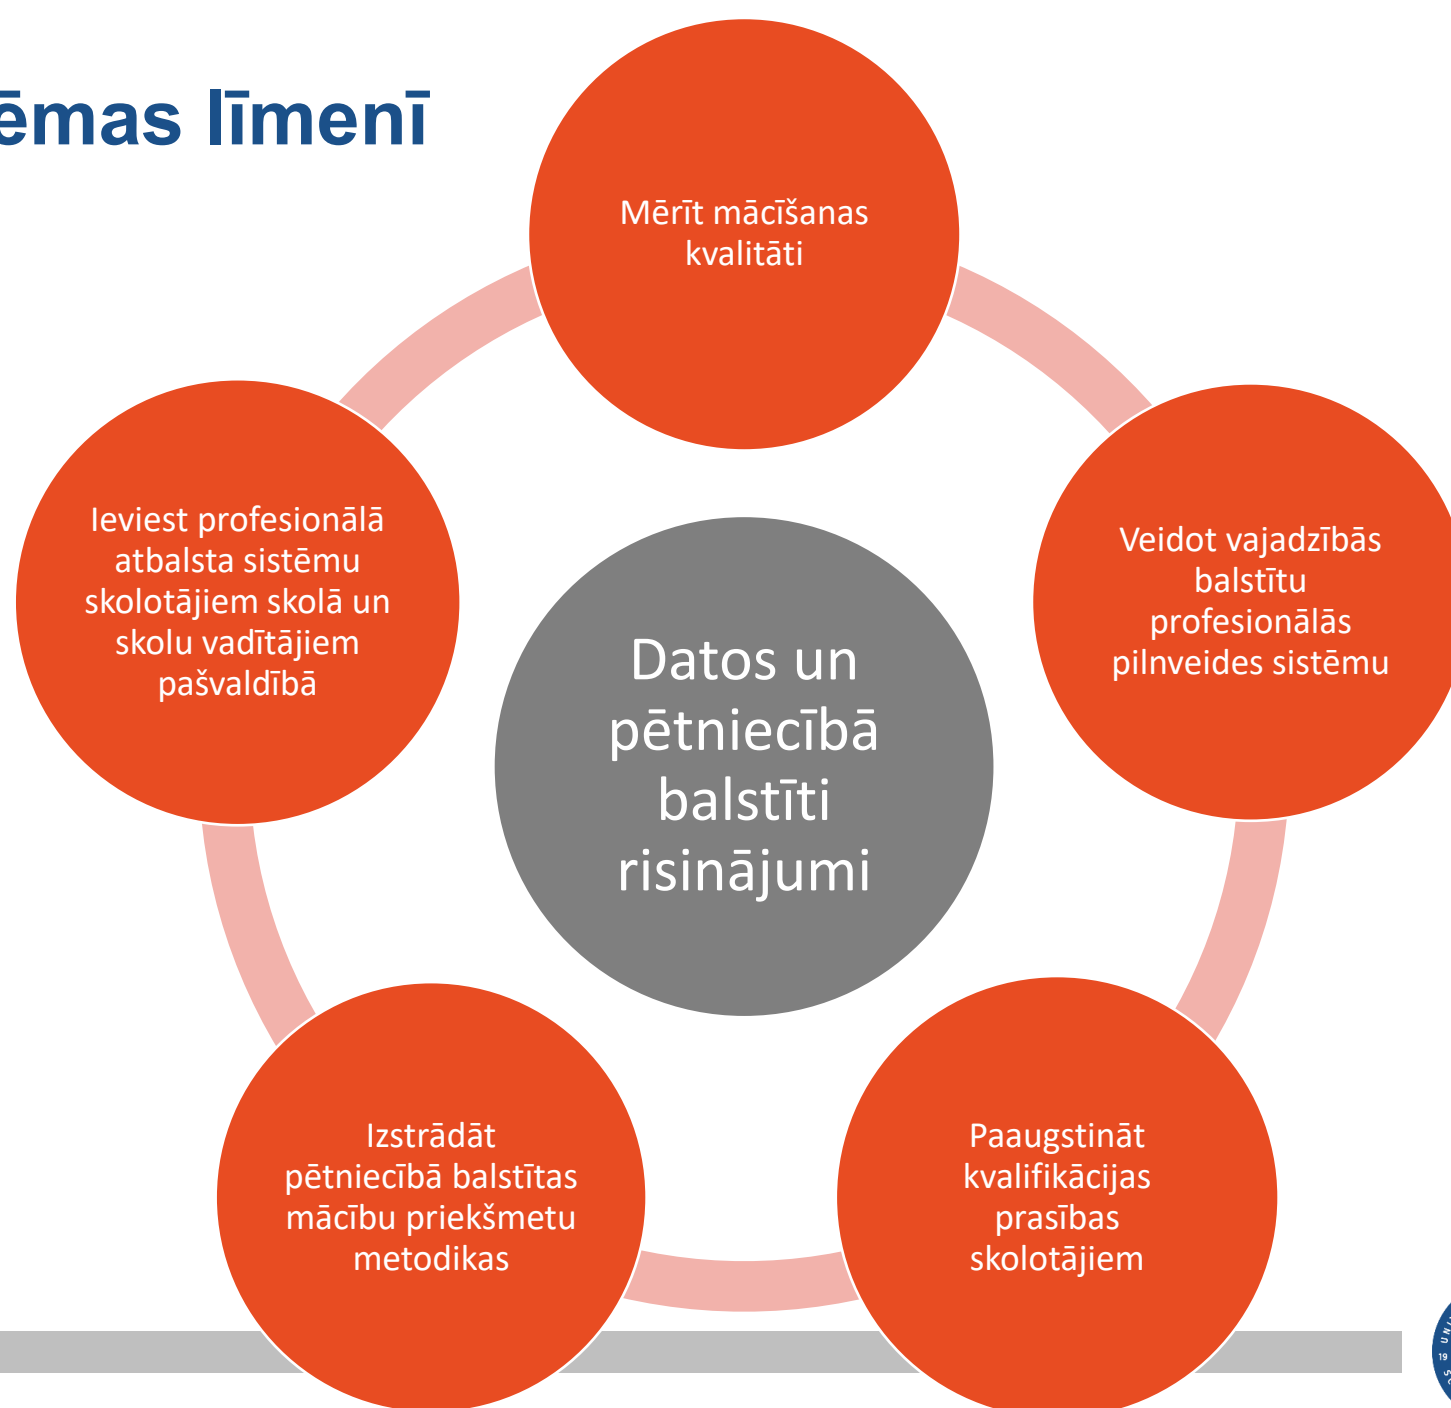 ēmas līmenī
Mērīt mācīšanas
kvalitāti
Veidot vajadzībās
balstītu
profesionālās
pilnveides sistēmu
Paaugstināt
kvalifikācijas
prasības
skolotājiem
Izstrādāt
pētniecībā balstītas
mācību priekšmetu
metodikas
Ieviest profesionālā
atbalsta sistēmu
skolotājiem skolā un
skolu vadītājiem
pašvaldībā
Datos un
pētniecībā
balstīti
risinājumi
19